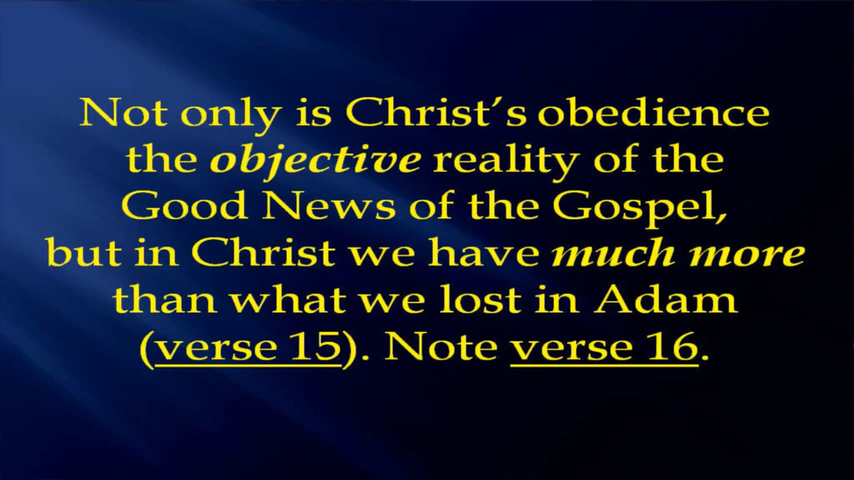 Not only is Christ's obedience
the objective reality of the
Good News of the Gospel,
but in Christ we have much more
than what we lost in Adam
(verse 15). Note verse 16.